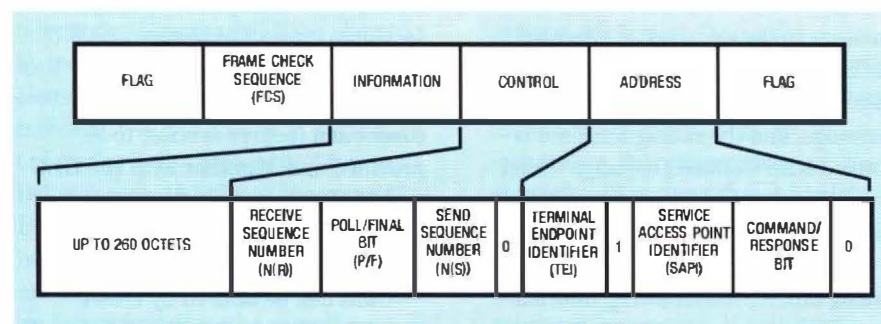 FLAG
FRAME CHECK
SEQUENCE
(FCS)
INFORMATION
CONTROL
ADDRESS
FLAG
UP TO 260 OCTETS
RECEIVE
SEQUENCE
NUMBER
(N(R))
POLL/FINAL
BIT
(P/F)
SEND
SEQUENCE
NUMBER
(N(S))
0
TERMINAL
ENDPOINT
IDENTIFIER
(TEI)
1
SERVICE
ACCESS POINT
IDENTIFIER
(SAPI)
COMMAND/
RESPONSE
BIT
0